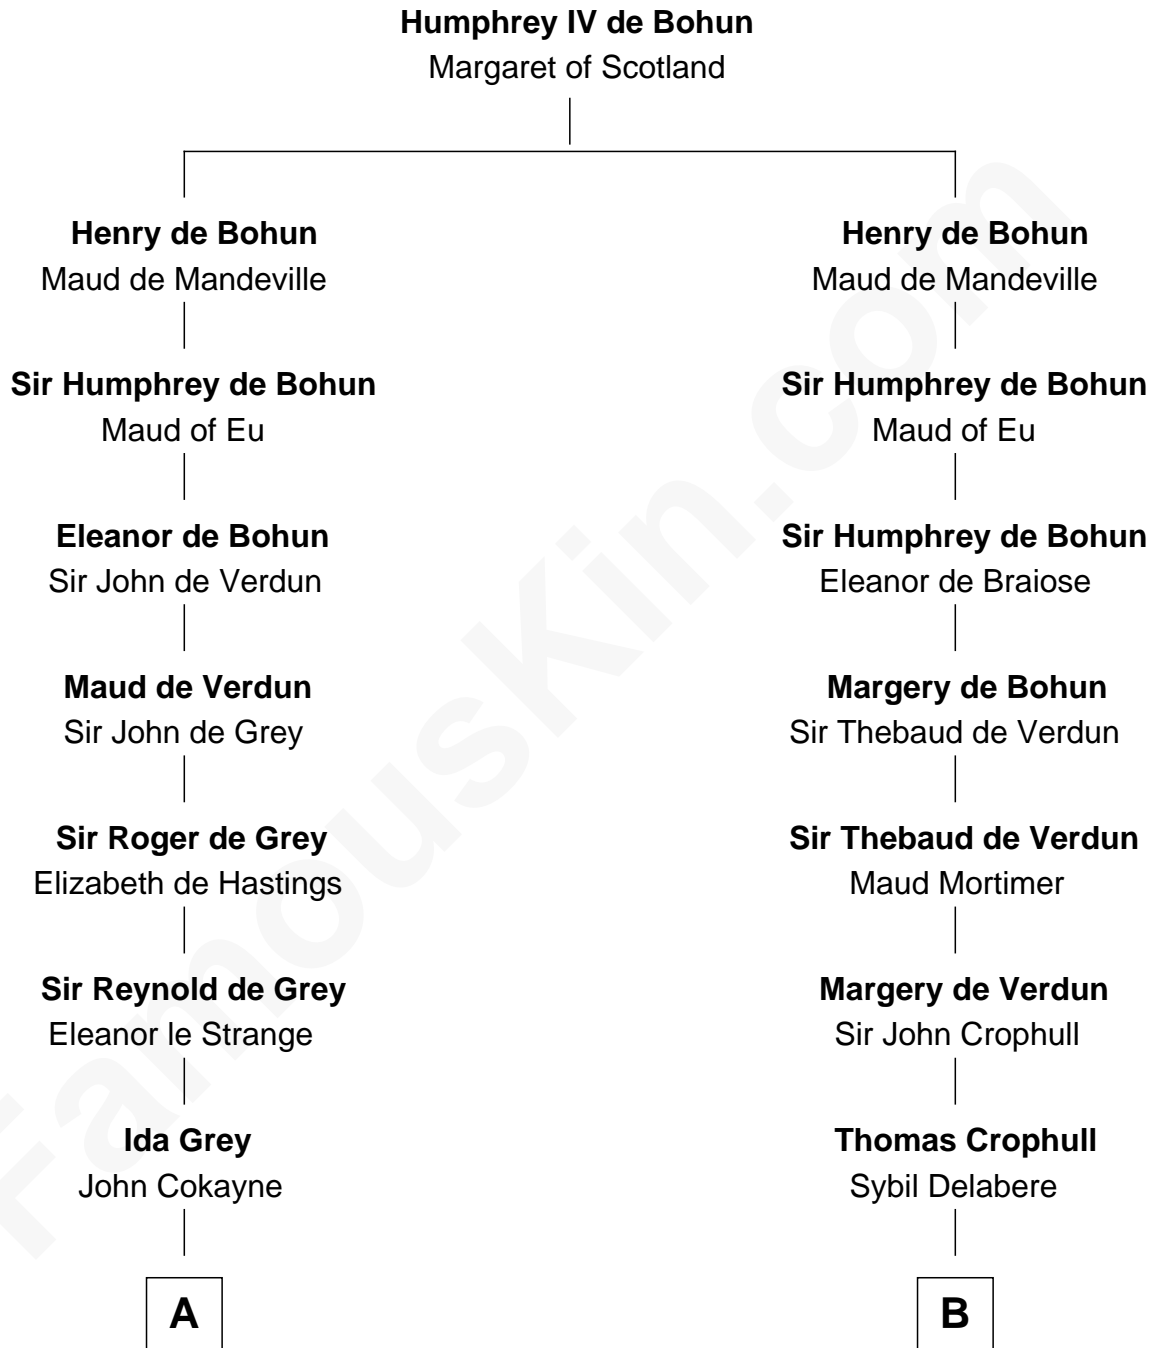 Humphrey IV de Bohun
Margaret of Scotland
Henry de Bohun
Maud de Mandeville
Henry de Bohun
Maud de Mandeville
Sir Humphrey de Bohun
Maud of Eu
Sir Humphrey de Bohun
Maud of Eu
Eleanor de Bohun
Sir John de Verdun
Sir Humphrey de Bohun
Eleanor de Braiose
Maud de Verdun
Sir John de Grey
Margery de Bohun
Sir Thebaud de Verdun
Sir Roger de Grey
Elizabeth de Hastings
Sir Thebaud de Verdun
Maud Mortimer
Sir Reynold de Grey
Eleanor le Strange
Margery de Verdun
Sir John Crophull
Ida Grey
John Cokayne
Thomas Crophull
Sybil Delabere
A
B
FamousKin.com